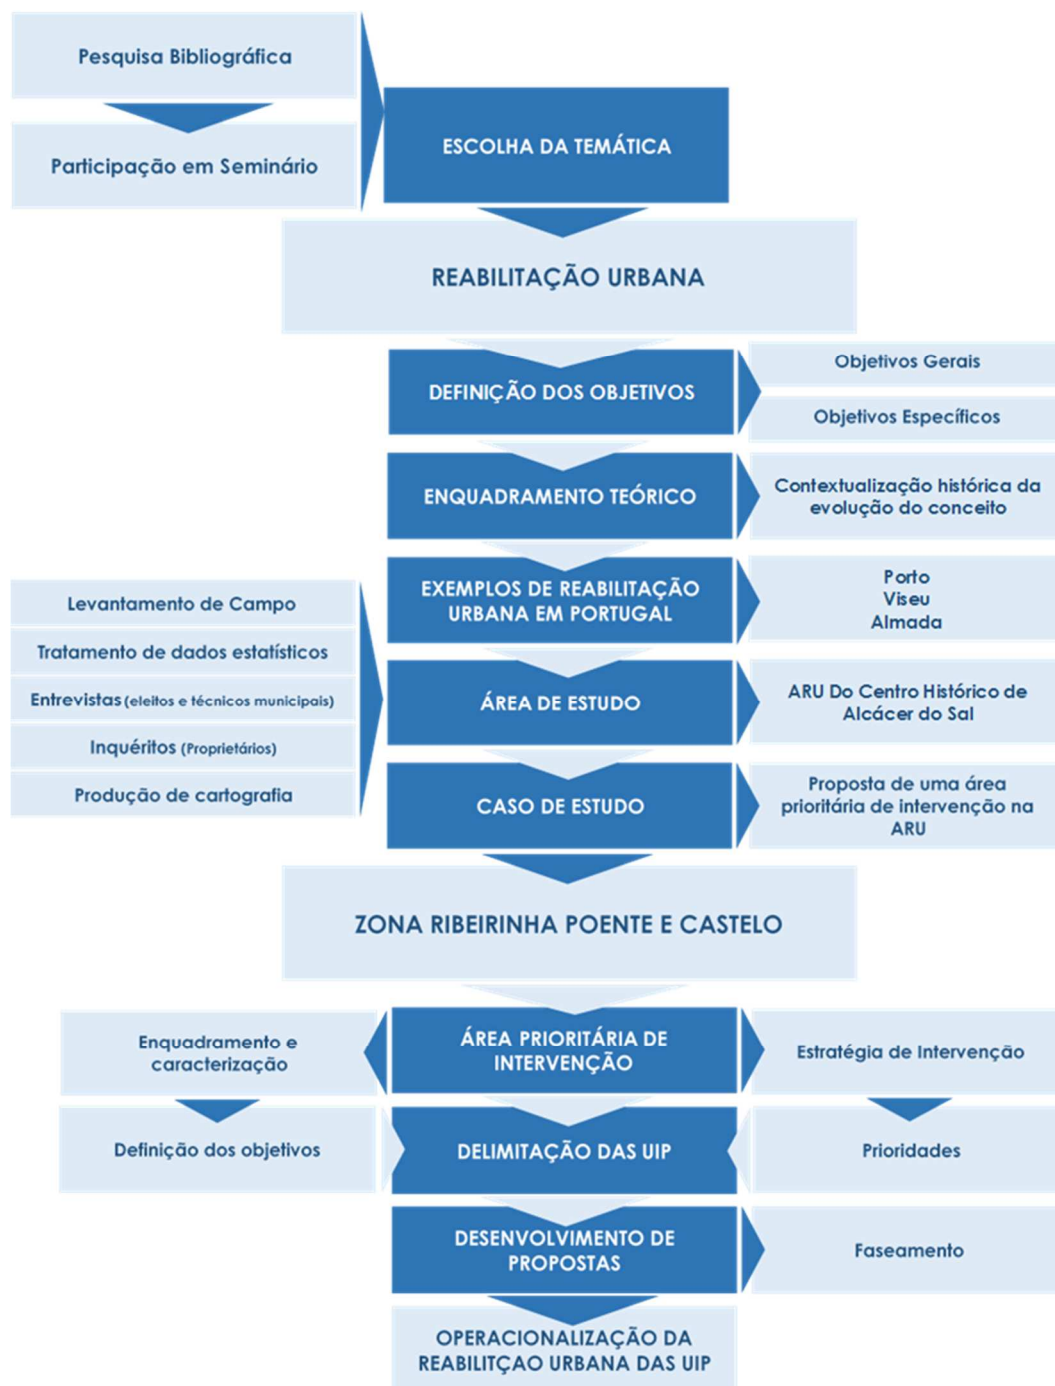 Pesquisa Bibliográfica
Participação em Seminário
ESCOLHA DA TEMÁTICA
REABILITAÇÃO URBANA
DEFINIÇÃO DOS OBJETIVOS
Objetivos Gerais
Objetivos Específicos
ENQUADRAMENTO TEÓRICO
Contextualização histórica da
evolução do conceito
EXEMPLOS DE REABILITAÇÃO
URBANA EM PORTUGAL
Porto
Viseu
Almada
Levantamento de Campo
Tratamento de dados estatísticos
Entrevistas (eleitos e técnicos municipais)
Inquéritos (Proprietários)
Produção de cartografia
ÁREA DE ESTUDO
ARU Do Centro Histórico de
Alcácer do Sal
CASO DE ESTUDO
Proposta de uma área
prioritária de intervenção na
ARU
ZONA RIBEIRINHA POENTE E CASTELO
Enquadramento e
caracterização
ÁREA PRIORITÁRIA DE
INTERVENÇÃO
Estratégia de Intervenção
Definição dos objetivos
DELIMITAÇÃO DAS UIP
Prioridades
DESENVOLVIMENTO DE
PROPOSTAS
Faseamento
OPERACIONALIZAÇÃO DA
REABILITÇAO URBANA DAS UIP